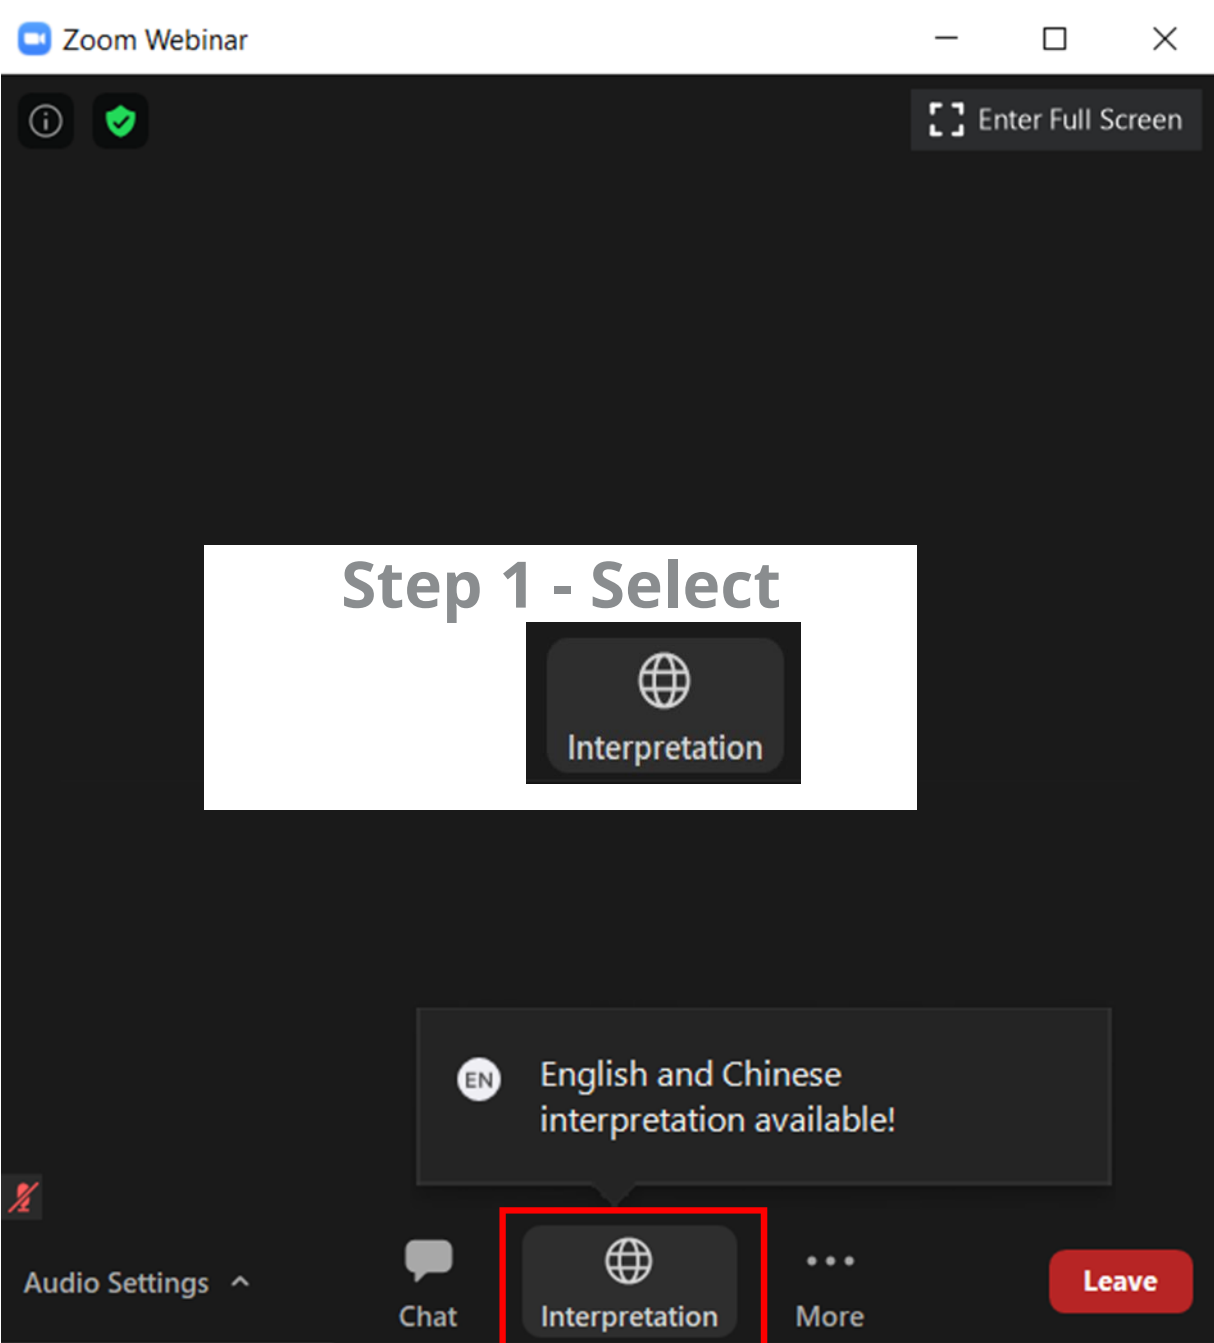 Zoom Webinar
Enter Full Screen
Step 1 - Select
Interpretation
EN
English and Chinese
interpretation available!
Audio Settings
Chat
Interpretation
More
Leave